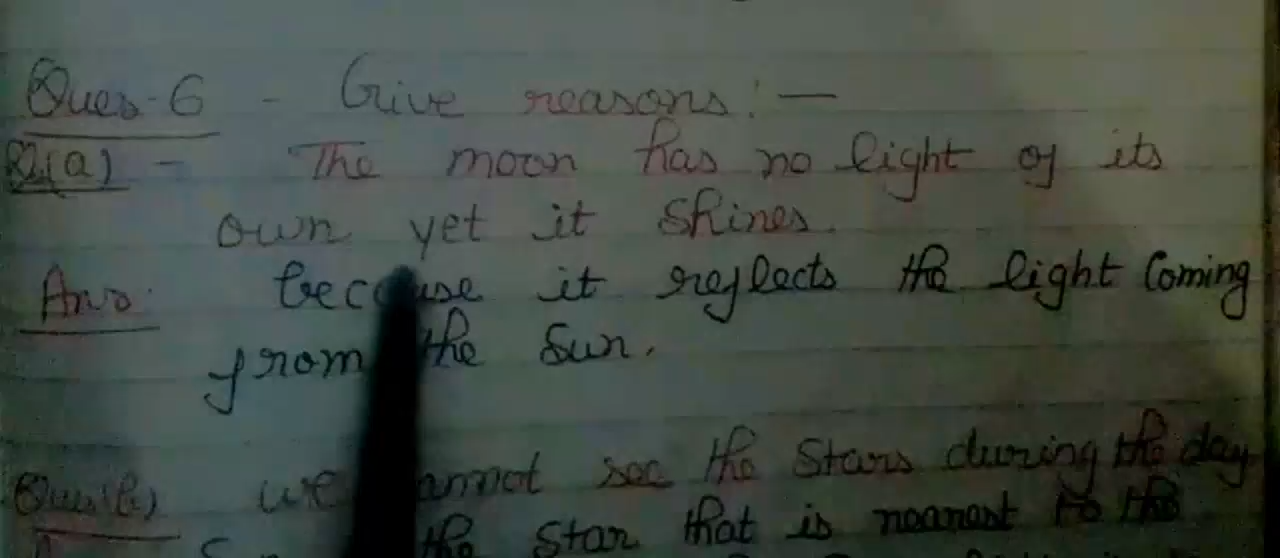 Ques-6 - Give reasons:-
Q.(a) - The moon has no light of its
own yet it shines.
Ans. because it reflects the light Coming
from the Sun.
Ques(b) we cannot see the Stars during the day
the Star that is nearest to the